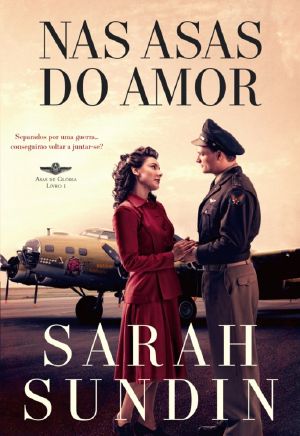 NAS ASAS
DO AMOR
Separados por uma guerra...
conseguirão voltar a juntar-se?
ASAS DE GLÓRIA
LIVRO 1
SARAH
SUNDIN